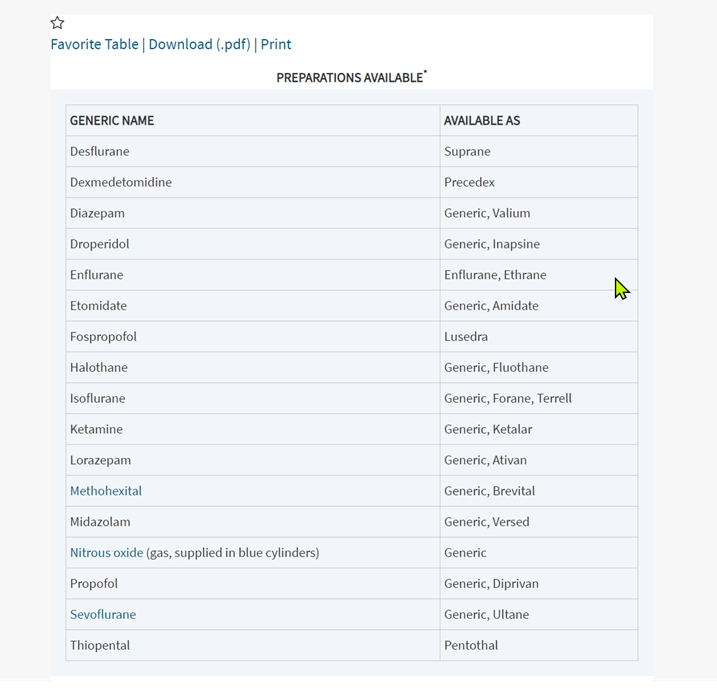 Favorite Table | Download (.pdf) | Print
PREPARATIONS AVAILABLE*
GENERIC NAME AVAILABLE AS
Desflurane Suprane
Dexmedetomidine Precedex
Diazepam Generic, Valium
Droperidol Generic, Inapsine
Enflurane Enflurane, Ethrane
Etomidate Generic, Amidate
Fospropofol Lusedra
Halothane Generic, Fluothane
Isoflurane Generic, Forane, Terrell
Ketamine Generic, Ketalar
Lorazepam Generic, Ativan
Methohexital Generic, Brevital
Midazolam Generic, Versed
Nitrous oxide (gas, supplied in blue cylinders) Generic
Propofol Generic, Diprivan
Sevoflurane Generic, Ultane
Thiopental Pentothal